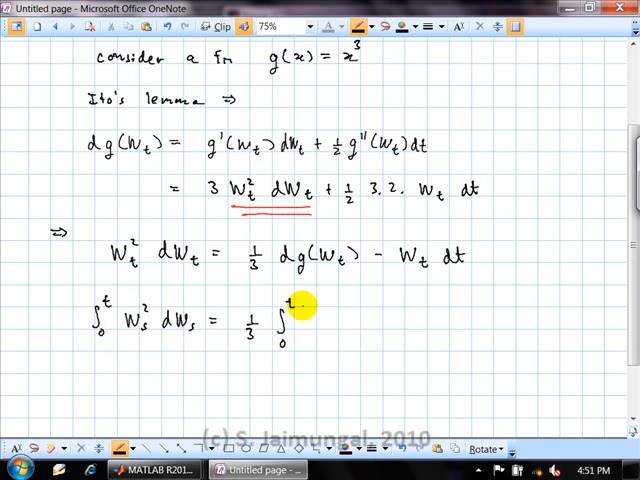 Untitled page - Microsoft Office OneNote
Clip 75%
consider a fn g(x) = x³
Ito's lemma ⇒
dg(Wₜ) = g'(Wₜ) dWₜ + ½ g''(Wₜ) dt
= 3 Wₜ² dWₜ + ½ 3.2. Wₜ dt
⇒
Wₜ² dWₜ = ⅓ dg(Wₜ) - Wₜ dt
∫₀ᵗ Wₛ² dWₛ = ⅓ ∫₀ᵗ
(c) S. Jaimungal, 2010
Rotate
MATLAB R201... Untitled page - ... 4:51 PM